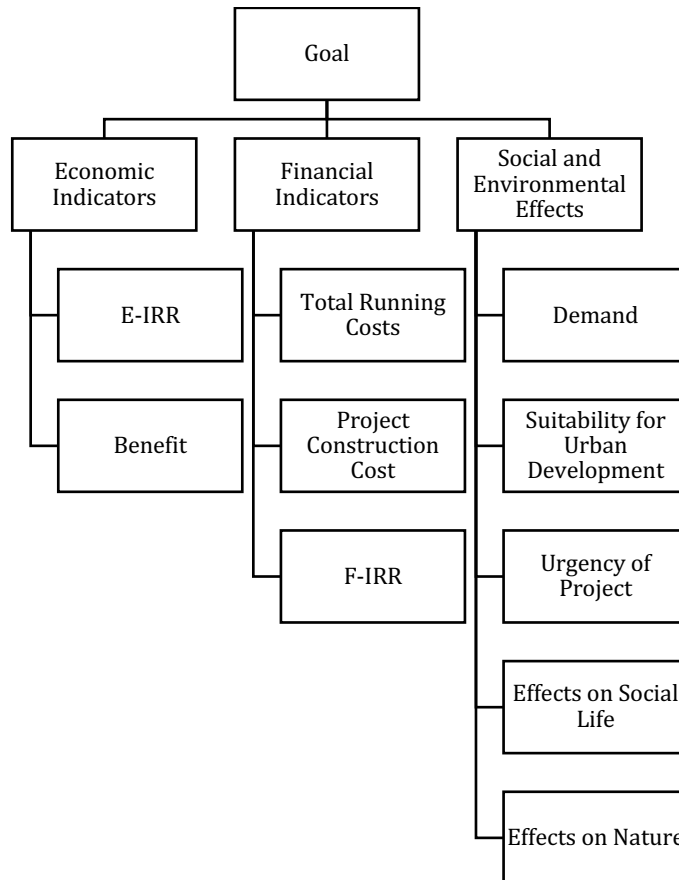 Goal
Economic
Indicators
Financial
Indicators
Social and
Environmental
Effects
E-IRR
Benefit
Total Running
Costs
Project
Construction
Cost
F-IRR
Demand
Suitability for
Urban
Development
Urgency of
Project
Effects on Social
Life
Effects on Nature